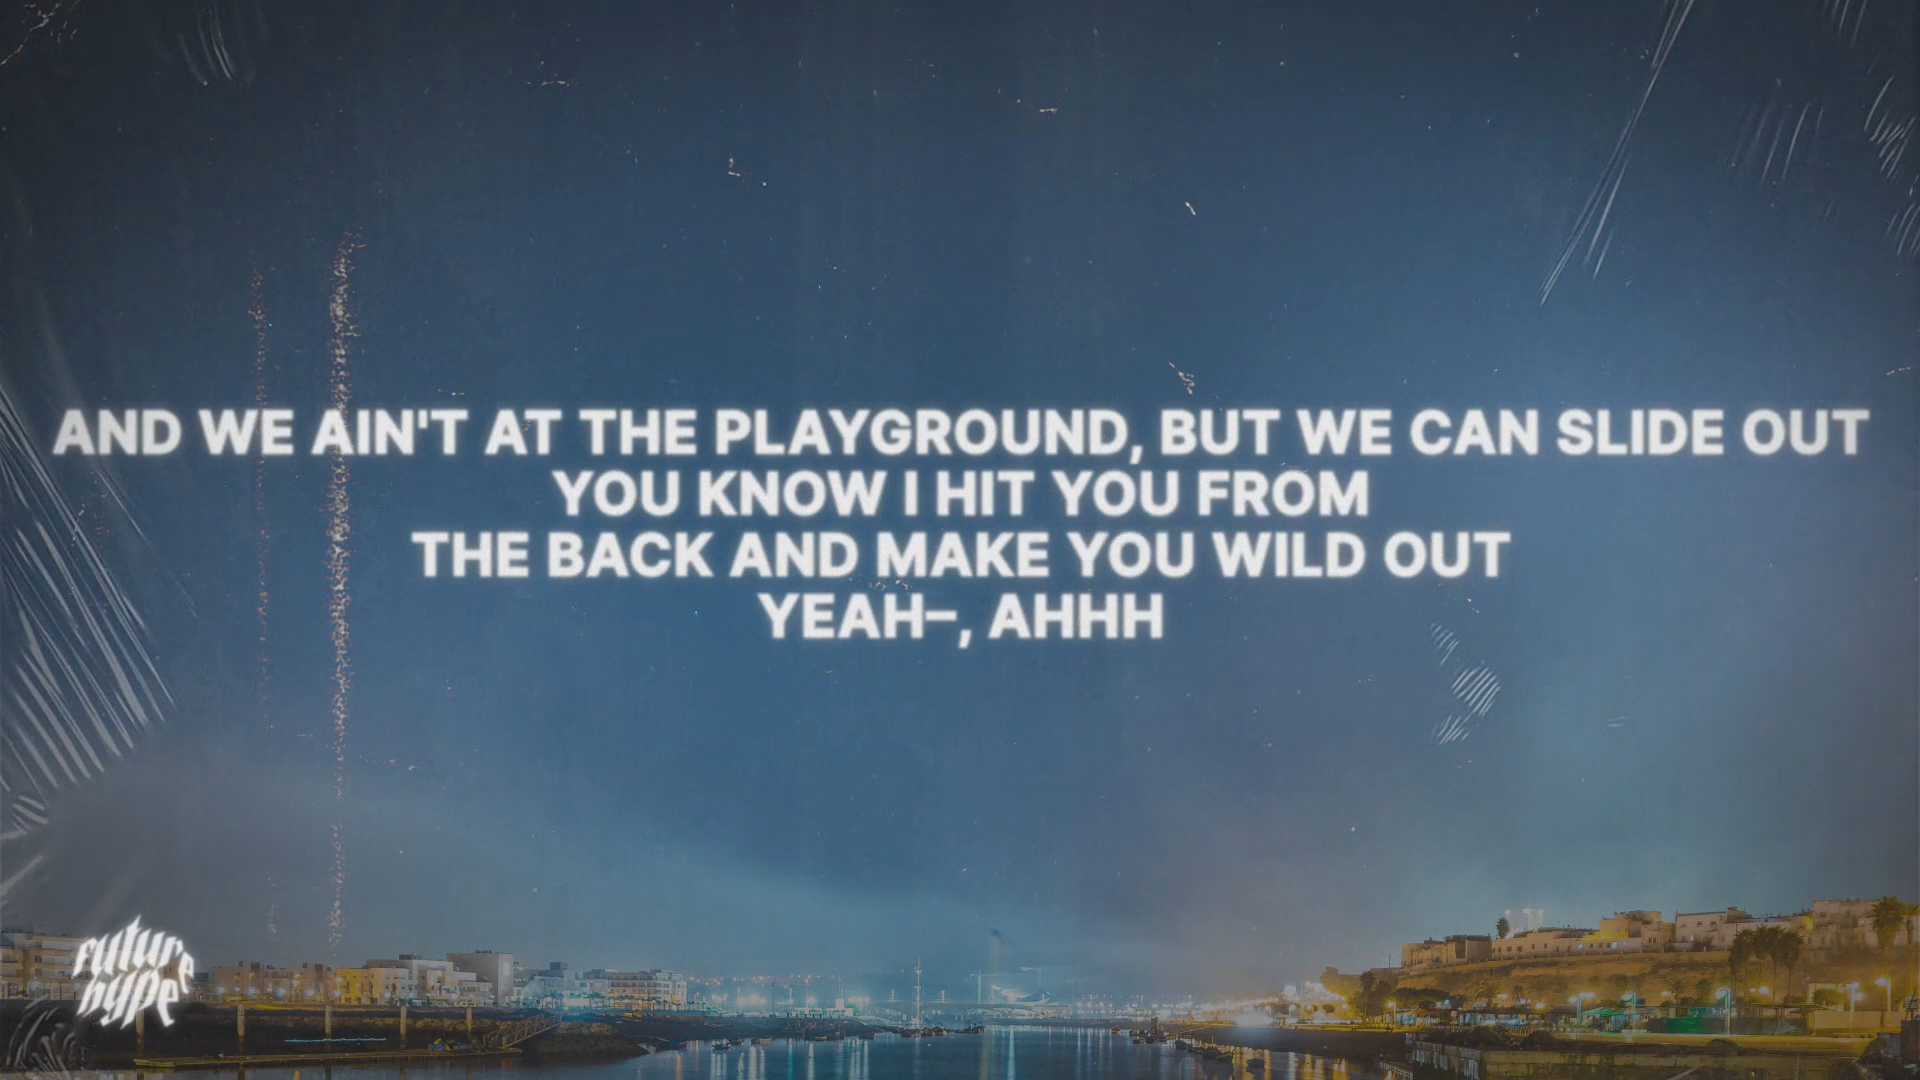 AND WE AIN'T AT THE PLAYGROUND, BUT WE CAN SLIDE OUT
YOU KNOW I HIT YOU FROM
THE BACK AND MAKE YOU WILD OUT
YEAH–, AHHH
future
hype